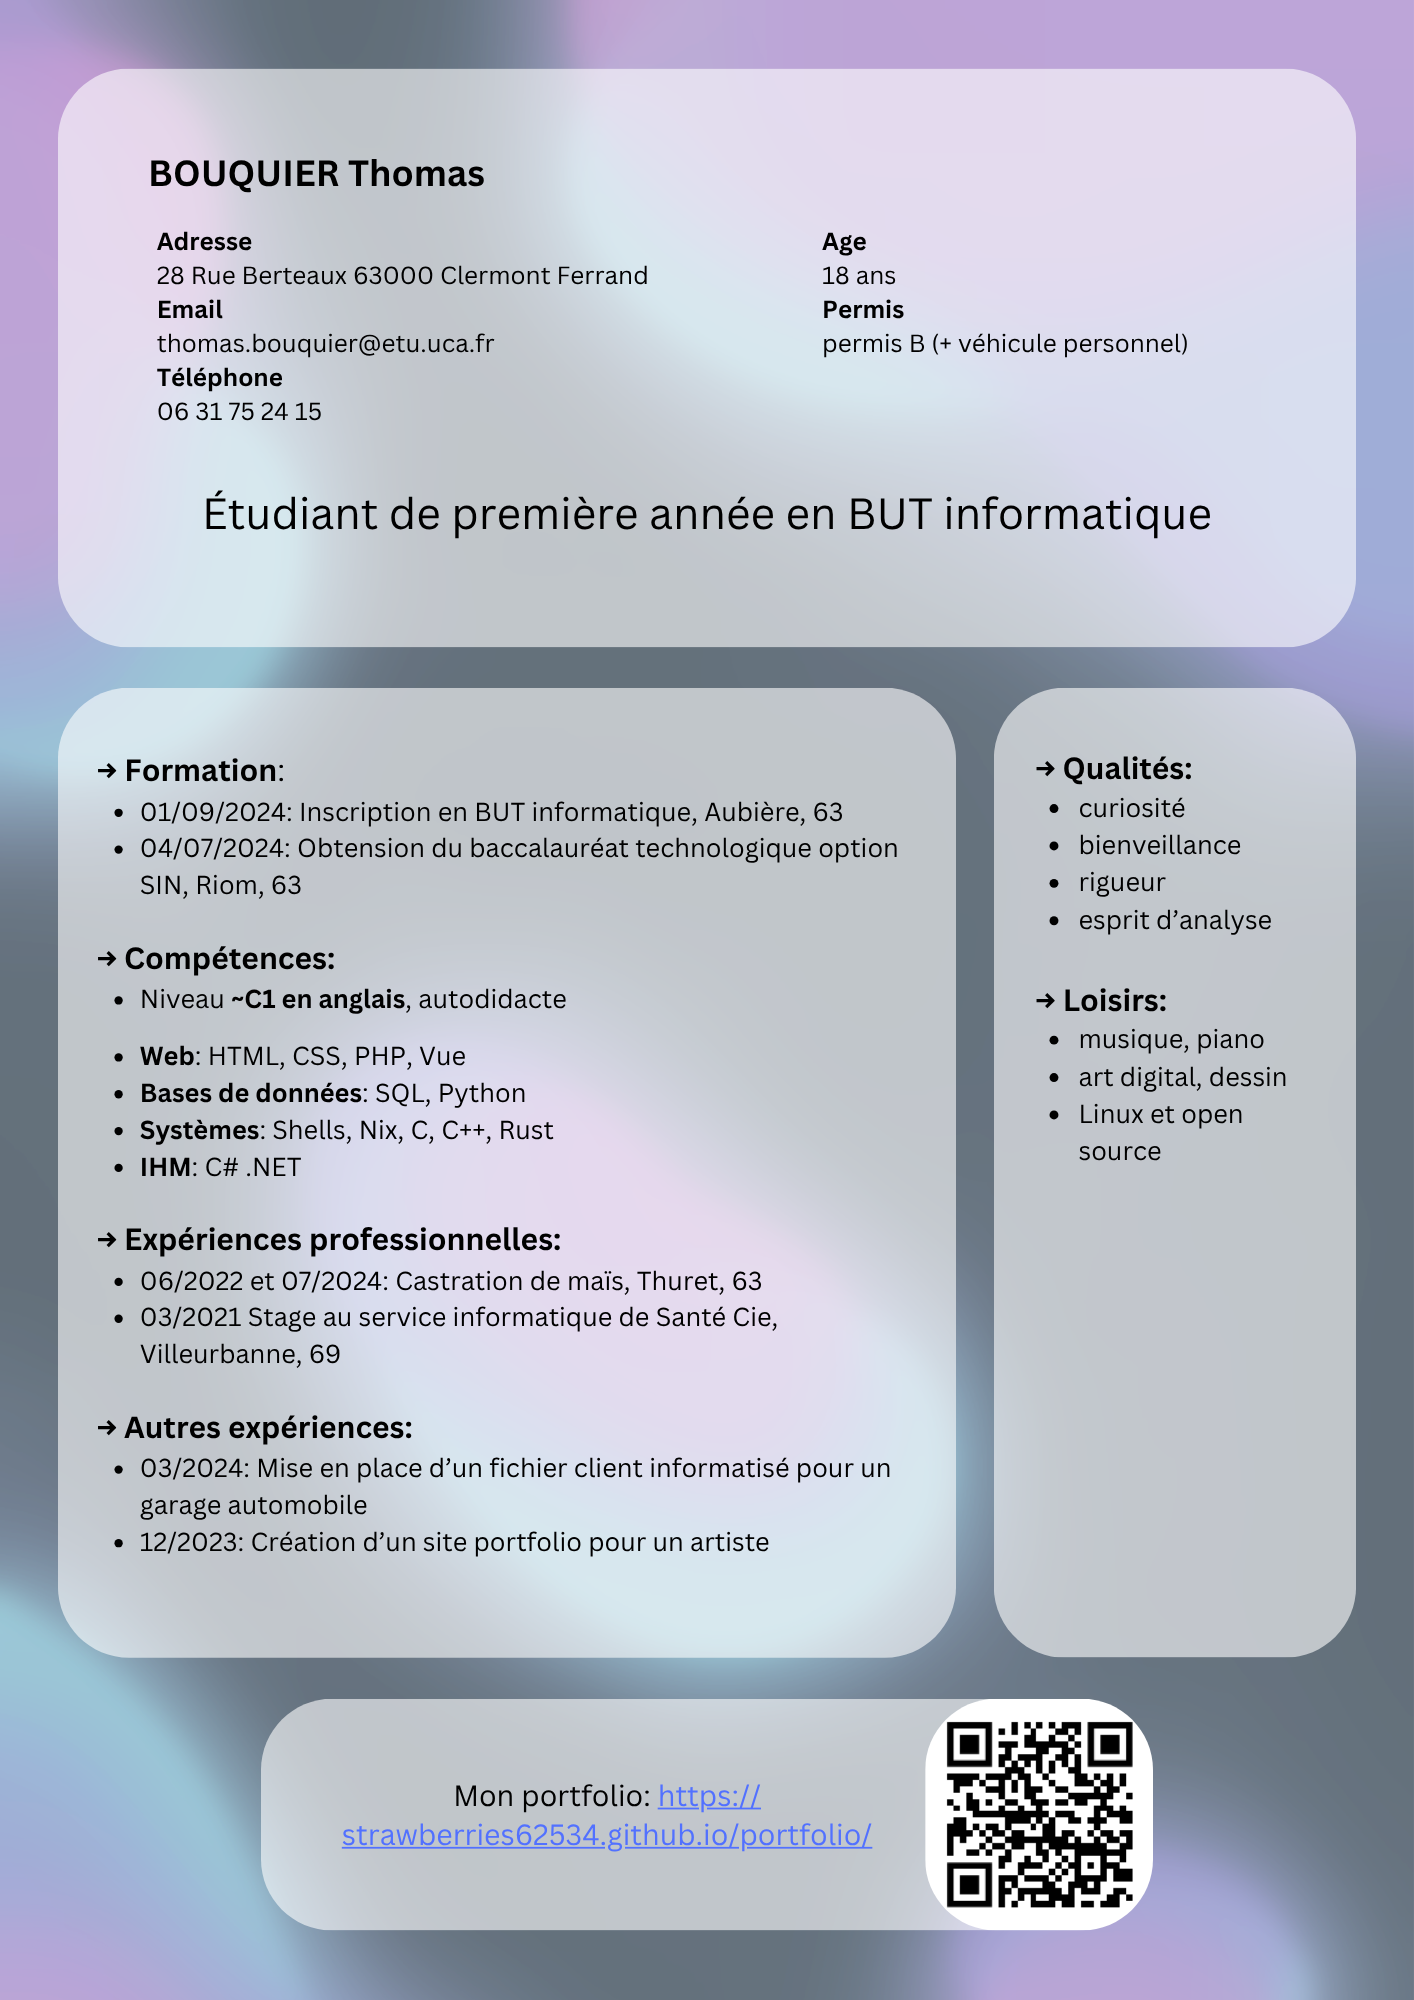 BOUQUIER Thomas
Adresse
28 Rue Berteaux 63000 Clermont Ferrand
Email
thomas.bouquier@etu.uca.fr
Téléphone
06 31 75 24 15
Age
18 ans
Permis
permis B (+ véhicule personnel)
Étudiant de première année en BUT informatique
→ Formation:
• 01/09/2024: Inscription en BUT informatique, Aubière, 63
• 04/07/2024: Obtension du baccalauréat technologique option
SIN, Riom, 63
→ Compétences:
• Niveau ~C1 en anglais, autodidacte
• Web: HTML, CSS, PHP, Vue
• Bases de données: SQL, Python
• Systèmes: Shells, Nix, C, C++, Rust
• IHM: C# .NET
→ Expériences professionnelles:
• 06/2022 et 07/2024: Castration de maïs, Thuret, 63
• 03/2021 Stage au service informatique de Santé Cie,
Villeurbanne, 69
→ Autres expériences:
• 03/2024: Mise en place d’un fichier client informatisé pour un
garage automobile
• 12/2023: Création d’un site portfolio pour un artiste
→ Qualités:
• curiosité
• bienveillance
• rigueur
• esprit d’analyse
→ Loisirs:
• musique, piano
• art digital, dessin
• Linux et open
source
Mon portfolio: https://
strawberries62534.github.io/portfolio/